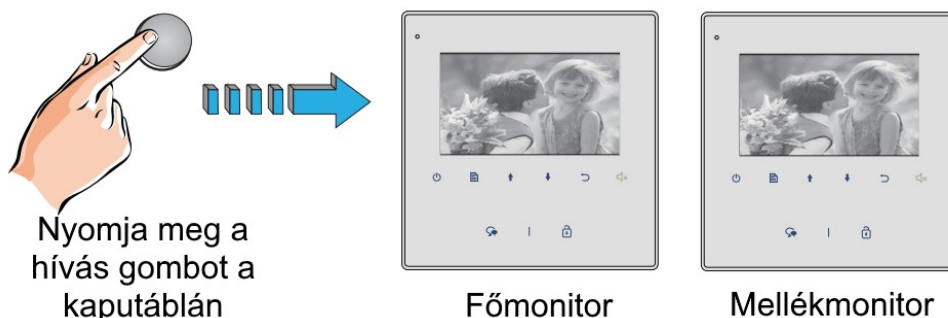 Nyomja meg a
hívás gombot a
kaputáblán
Főmonitor
Mellékmonitor